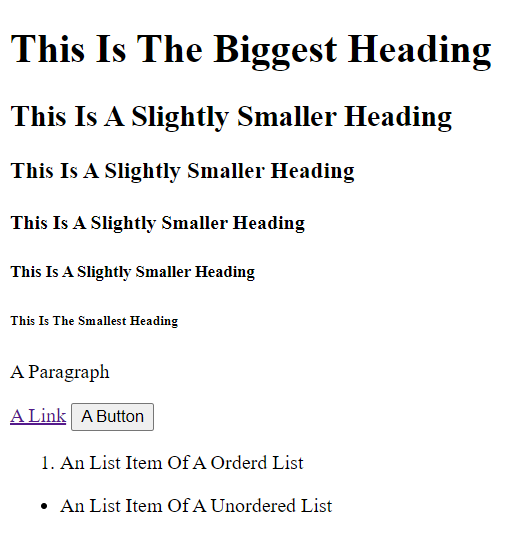 This Is The Biggest Heading
This Is A Slightly Smaller Heading
This Is A Slightly Smaller Heading
This Is A Slightly Smaller Heading
This Is A Slightly Smaller Heading
This Is The Smallest Heading
A Paragraph
A Link A Button
1. An List Item Of A Orderd List
• An List Item Of A Unordered List